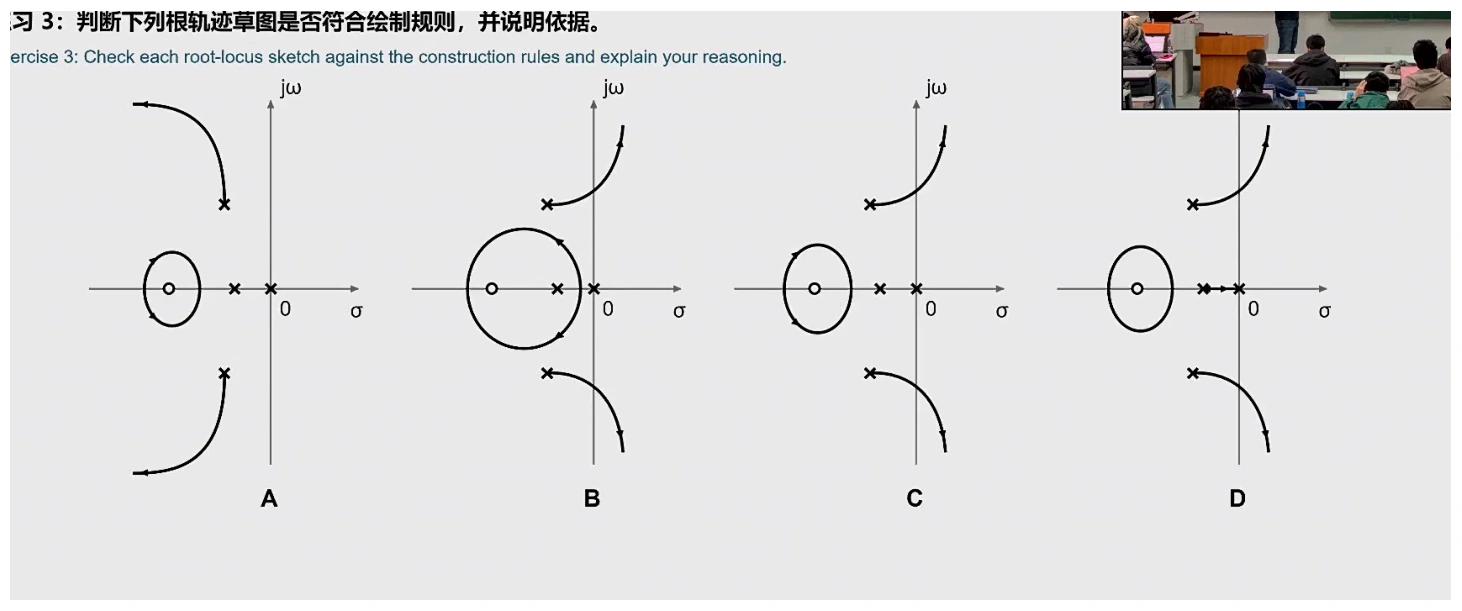 习 3：判断下列根轨迹草图是否符合绘制规则，并说明依据。
ercise 3: Check each root-locus sketch against the construction rules and explain your reasoning.
jω
jω
jω
0
σ
0
σ
0
σ
0
σ
A
B
C
D